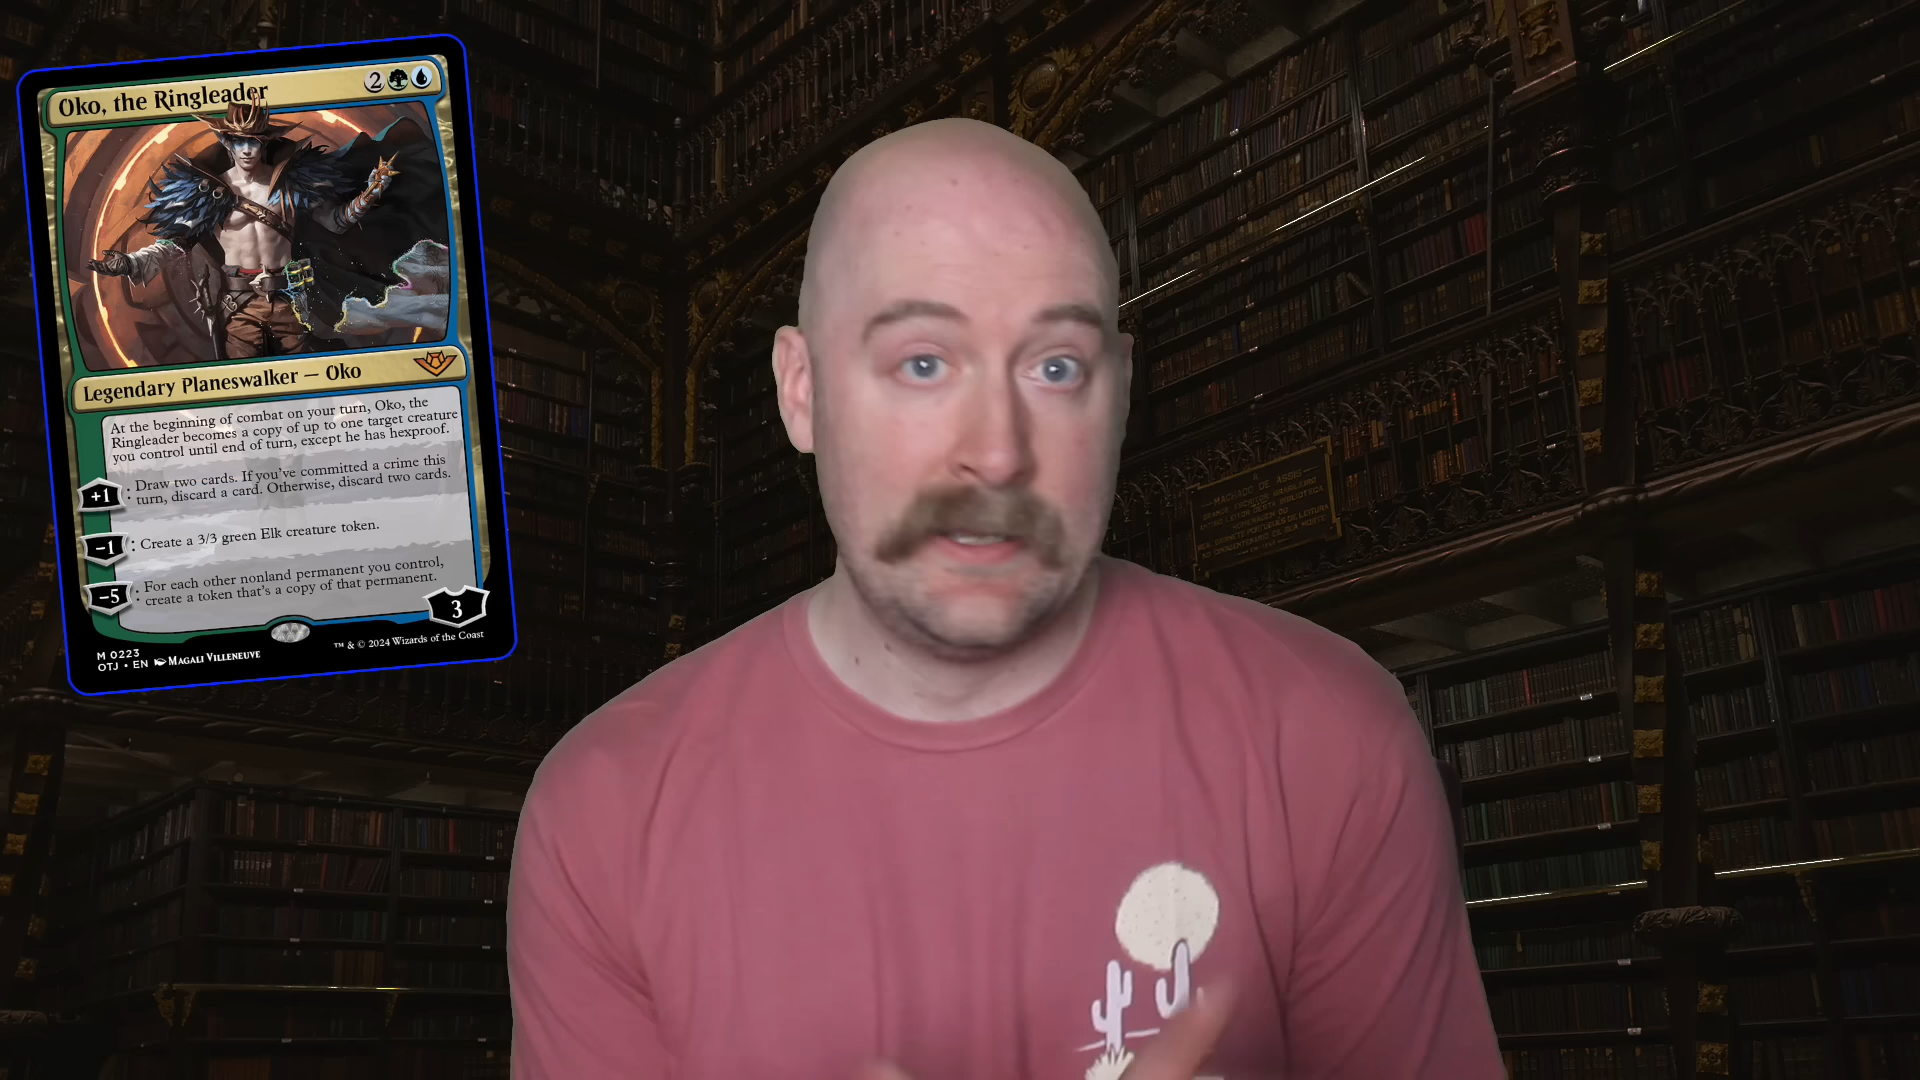 Oko, the Ringleader
2
Legendary Planeswalker — Oko
At the beginning of combat on your turn, Oko, the
Ringleader becomes a copy of up to one target creature
you control until end of turn, except he has hexproof.
+1 : Draw two cards. If you've committed a crime this
turn, discard a card. Otherwise, discard two cards.
−1 : Create a 3/3 green Elk creature token.
−5 : For each other nonland permanent you control,
create a token that's a copy of that permanent.
3
M 0223
OTJ • EN Magali Villeneuve
™ & © 2024 Wizards of the Coast
A
MACHADO DE ASSIS